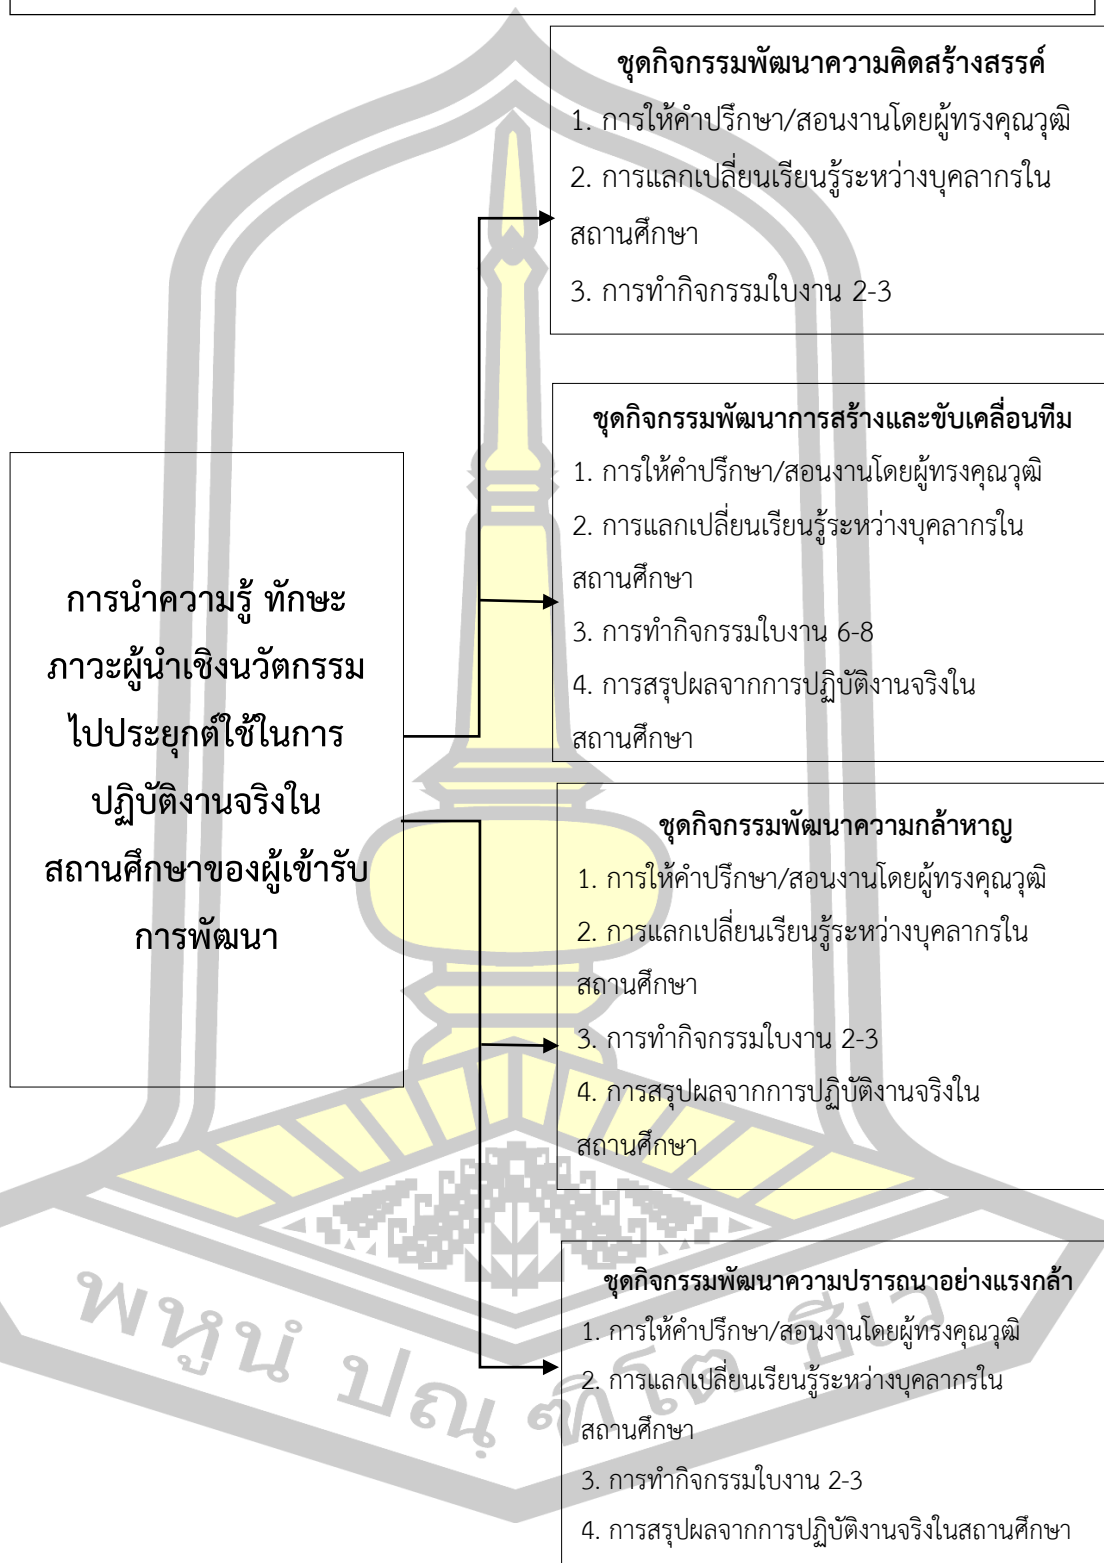 ชุดกิจกรรมพัฒนาความคิดสร้างสรรค์
1. การให้คำปรึกษา/สอนงานโดยผู้ทรงคุณวุฒิ
2. การแลกเปลี่ยนเรียนรู้ระหว่างบุคลากรใน
สถานศึกษา
3. การทำกิจกรรมใบงาน 2-3
ชุดกิจกรรมพัฒนาการสร้างและขับเคลื่อนทีม
1. การให้คำปรึกษา/สอนงานโดยผู้ทรงคุณวุฒิ
2. การแลกเปลี่ยนเรียนรู้ระหว่างบุคลากรใน
สถานศึกษา
3. การทำกิจกรรมใบงาน 6-8
4. การสรุปผลจากการปฏิบัติงานจริงใน
สถานศึกษา
การนำความรู้ ทักษะ
ภาวะผู้นำเชิงนวัตกรรม
ไปประยุกต์ใช้ในการ
ปฏิบัติงานจริงใน
สถานศึกษาของผู้เข้ารับ
การพัฒนา
ชุดกิจกรรมพัฒนาความกล้าหาญ
1. การให้คำปรึกษา/สอนงานโดยผู้ทรงคุณวุฒิ
2. การแลกเปลี่ยนเรียนรู้ระหว่างบุคลากรใน
สถานศึกษา
3. การทำกิจกรรมใบงาน 2-3
4. การสรุปผลจากการปฏิบัติงานจริงใน
สถานศึกษา
ชุดกิจกรรมพัฒนาความปรารถนาอย่างแรงกล้า
1. การให้คำปรึกษา/สอนงานโดยผู้ทรงคุณวุฒิ
2. การแลกเปลี่ยนเรียนรู้ระหว่างบุคลากรใน
สถานศึกษา
3. การทำกิจกรรมใบงาน 2-3
4. การสรุปผลจากการปฏิบัติงานจริงในสถานศึกษา
พหูนํ ปณฺฑิโต ชีเว